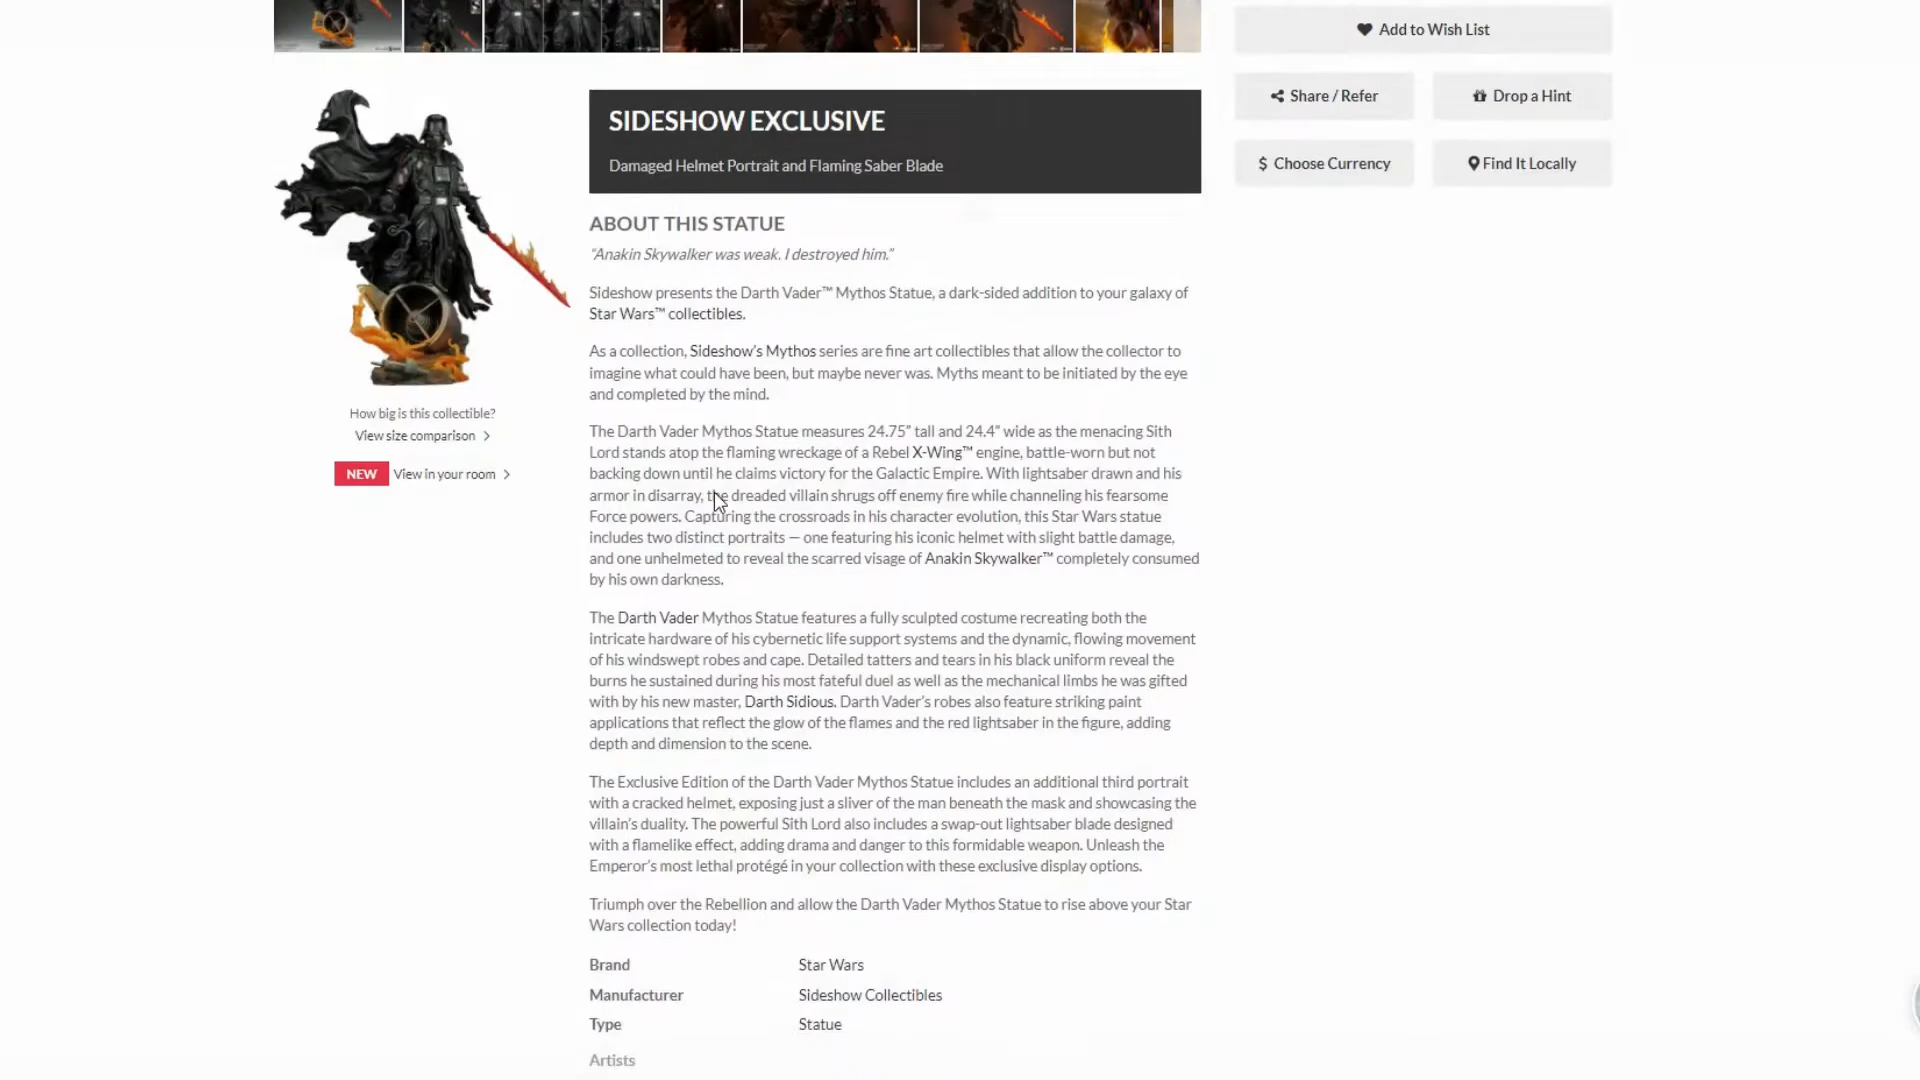 Add to Wish List
Share / Refer
Drop a Hint
$ Choose Currency
Find It Locally
SIDESHOW EXCLUSIVE
Damaged Helmet Portrait and Flaming Saber Blade
ABOUT THIS STATUE
“Anakin Skywalker was weak. I destroyed him.”
Sideshow presents the Darth Vader™ Mythos Statue, a dark-sided addition to your galaxy of
Star Wars™ collectibles.
As a collection, Sideshow’s Mythos series are fine art collectibles that allow the collector to
imagine what could have been, but maybe never was. Myths meant to be initiated by the eye
and completed by the mind.
The Darth Vader Mythos Statue measures 24.75” tall and 24.4” wide as the menacing Sith
Lord stands atop the flaming wreckage of a Rebel X-Wing™ engine, battle-worn but not
backing down until he claims victory for the Galactic Empire. With lightsaber drawn and his
armor in disarray, the dreaded villain shrugs off enemy fire while channeling his fearsome
Force powers. Capturing the crossroads in his character evolution, this Star Wars statue
includes two distinct portraits — one featuring his iconic helmet with slight battle damage,
and one unhelmeted to reveal the scarred visage of Anakin Skywalker™ completely consumed
by his own darkness.
The Darth Vader Mythos Statue features a fully sculpted costume recreating both the
intricate hardware of his cybernetic life support systems and the dynamic, flowing movement
of his windswept robes and cape. Detailed tatters and tears in his black uniform reveal the
burns he sustained during his most fateful duel as well as the mechanical limbs he was gifted
with by his new master, Darth Sidious. Darth Vader’s robes also feature striking paint
applications that reflect the glow of the flames and the red lightsaber in the figure, adding
depth and dimension to the scene.
The Exclusive Edition of the Darth Vader Mythos Statue includes an additional third portrait
with a cracked helmet, exposing just a sliver of the man beneath the mask and showcasing the
villain’s duality. The powerful Sith Lord also includes a swap-out lightsaber blade designed
with a flamelike effect, adding drama and danger to this formidable weapon. Unleash the
Emperor’s most lethal protégé in your collection with these exclusive display options.
Triumph over the Rebellion and allow the Darth Vader Mythos Statue to rise above your Star
Wars collection today!
Brand Star Wars
Manufacturer Sideshow Collectibles
Type Statue
Artists
How big is this collectible?
View size comparison >
NEW View in your room >